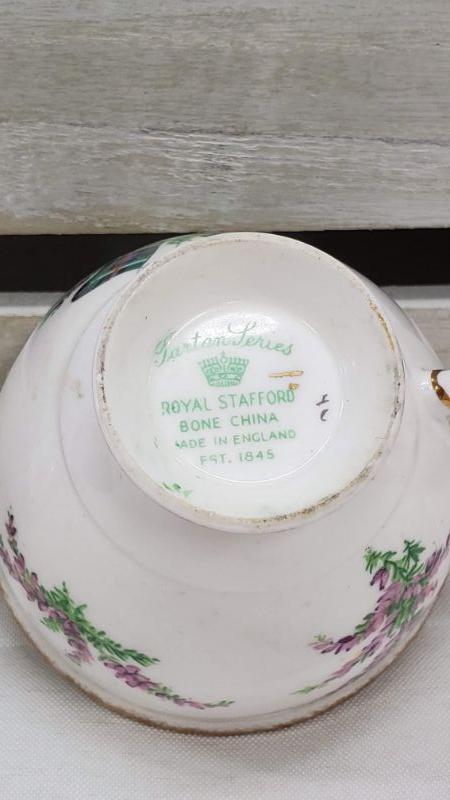 Tartan Series
ROYAL STAFFORD
BONE CHINA
MADE IN ENGLAND
EST. 1845